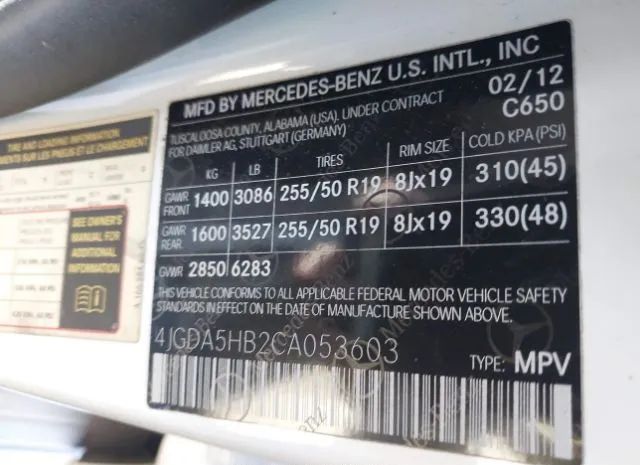 MFD BY MERCEDES-BENZ U.S. INTL., INC
02/12
TUSCALOOSA COUNTY, ALABAMA (USA), UNDER CONTRACT
C650
FOR DAIMLER AG, STUTTGART (GERMANY)
KG LB TIRES RIM SIZE COLD KPA(PSI)
GAWR FRONT 1400 3086 255/50 R19 8Jx19 310(45)
GAWR REAR. 1600 3527 255/50 R19 8Jx19 330(48)
GVWR 2850 6283
THIS VEHICLE CONFORMS TO ALL APPLICABLE FEDERAL MOTOR VEHICLE SAFETY
STANDARDS IN EFFECT ON THE DATE OF MANUFACTURE SHOWN ABOVE.
4JGDA5HB2CA053603
TYPE: MPV
TIRE AND LOADING INFORMATION
SEE OWNER'S
MANUAL FOR
ADDITIONAL
INFORMATION
Mercedes-Benz